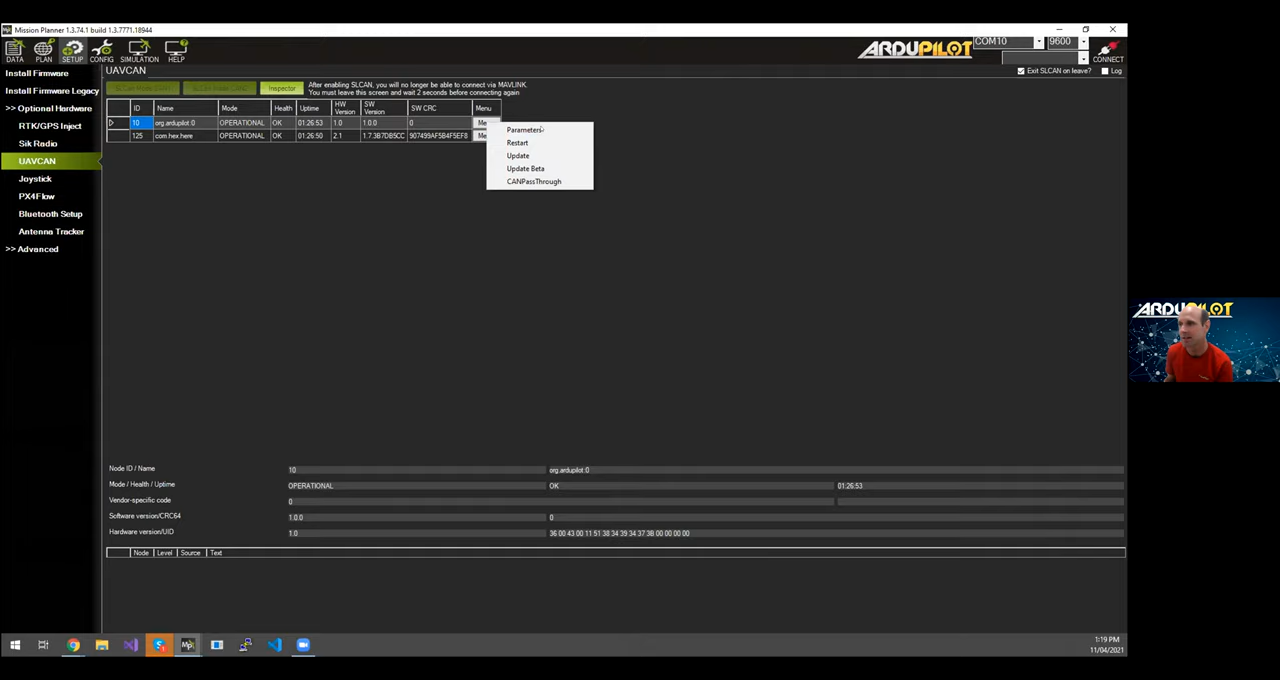 Mission Planner 1.3.74.1 build 1.3.7771.18944
DATA PLAN SETUP CONFIG SIMULATION HELP
ARDUPILOT COM10 9600 CONNECT
Exit SLCAN on leave? Log
Install Firmware
Install Firmware Legacy
>> Optional Hardware
RTK/GPS Inject
Sik Radio
UAVCAN
Joystick
PX4Flow
Bluetooth Setup
Antenna Tracker
>> Advanced
UAVCAN
Inspector
After enabling SLCAN, you will no longer be able to connect via MAVLINK.
You must leave this screen and wait 2 seconds before connecting again
ID Name Mode Health Uptime HW Version SW Version SW CRC Menu
10 org.ardupilot:0 OPERATIONAL OK 01:26:53 1.0 1.0.0 0 Me
125 com.hex.here OPERATIONAL OK 01:26:50 2.1 1.7.3B7DB5CC 907499AF5B4F5EF8 Me
Parameters
Restart
Update
Update Beta
CANPassThrough
Node ID / Name 10 org.ardupilot:0
Mode / Health / Uptime OPERATIONAL OK 01:26:53
Vendor-specific code 0
Software version/CRC64 1.0.0 0
Hardware version/UID 1.0 36 00 43 00 11 51 38 34 39 34 37 3B 00 00 00 00
Node Level Source Text
ARDUPILOT
1:19 PM
11/04/2021